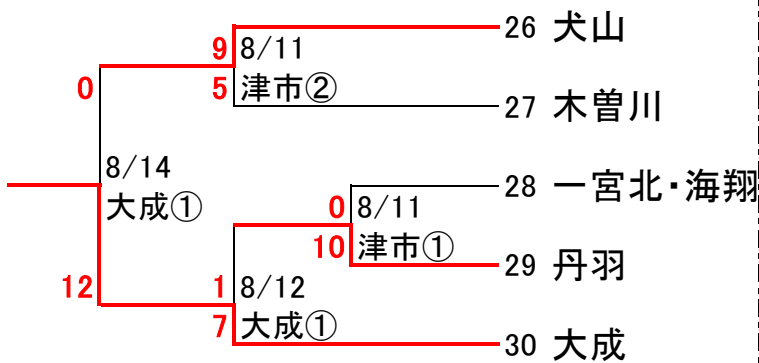 26 犬山
9 8/11
0
5 津市②
27 木曽川
8/14
28 一宮北・海翔
大成①
0 8/11
10 津市①
29 丹羽
12
1 8/12
7 大成①
30 大成